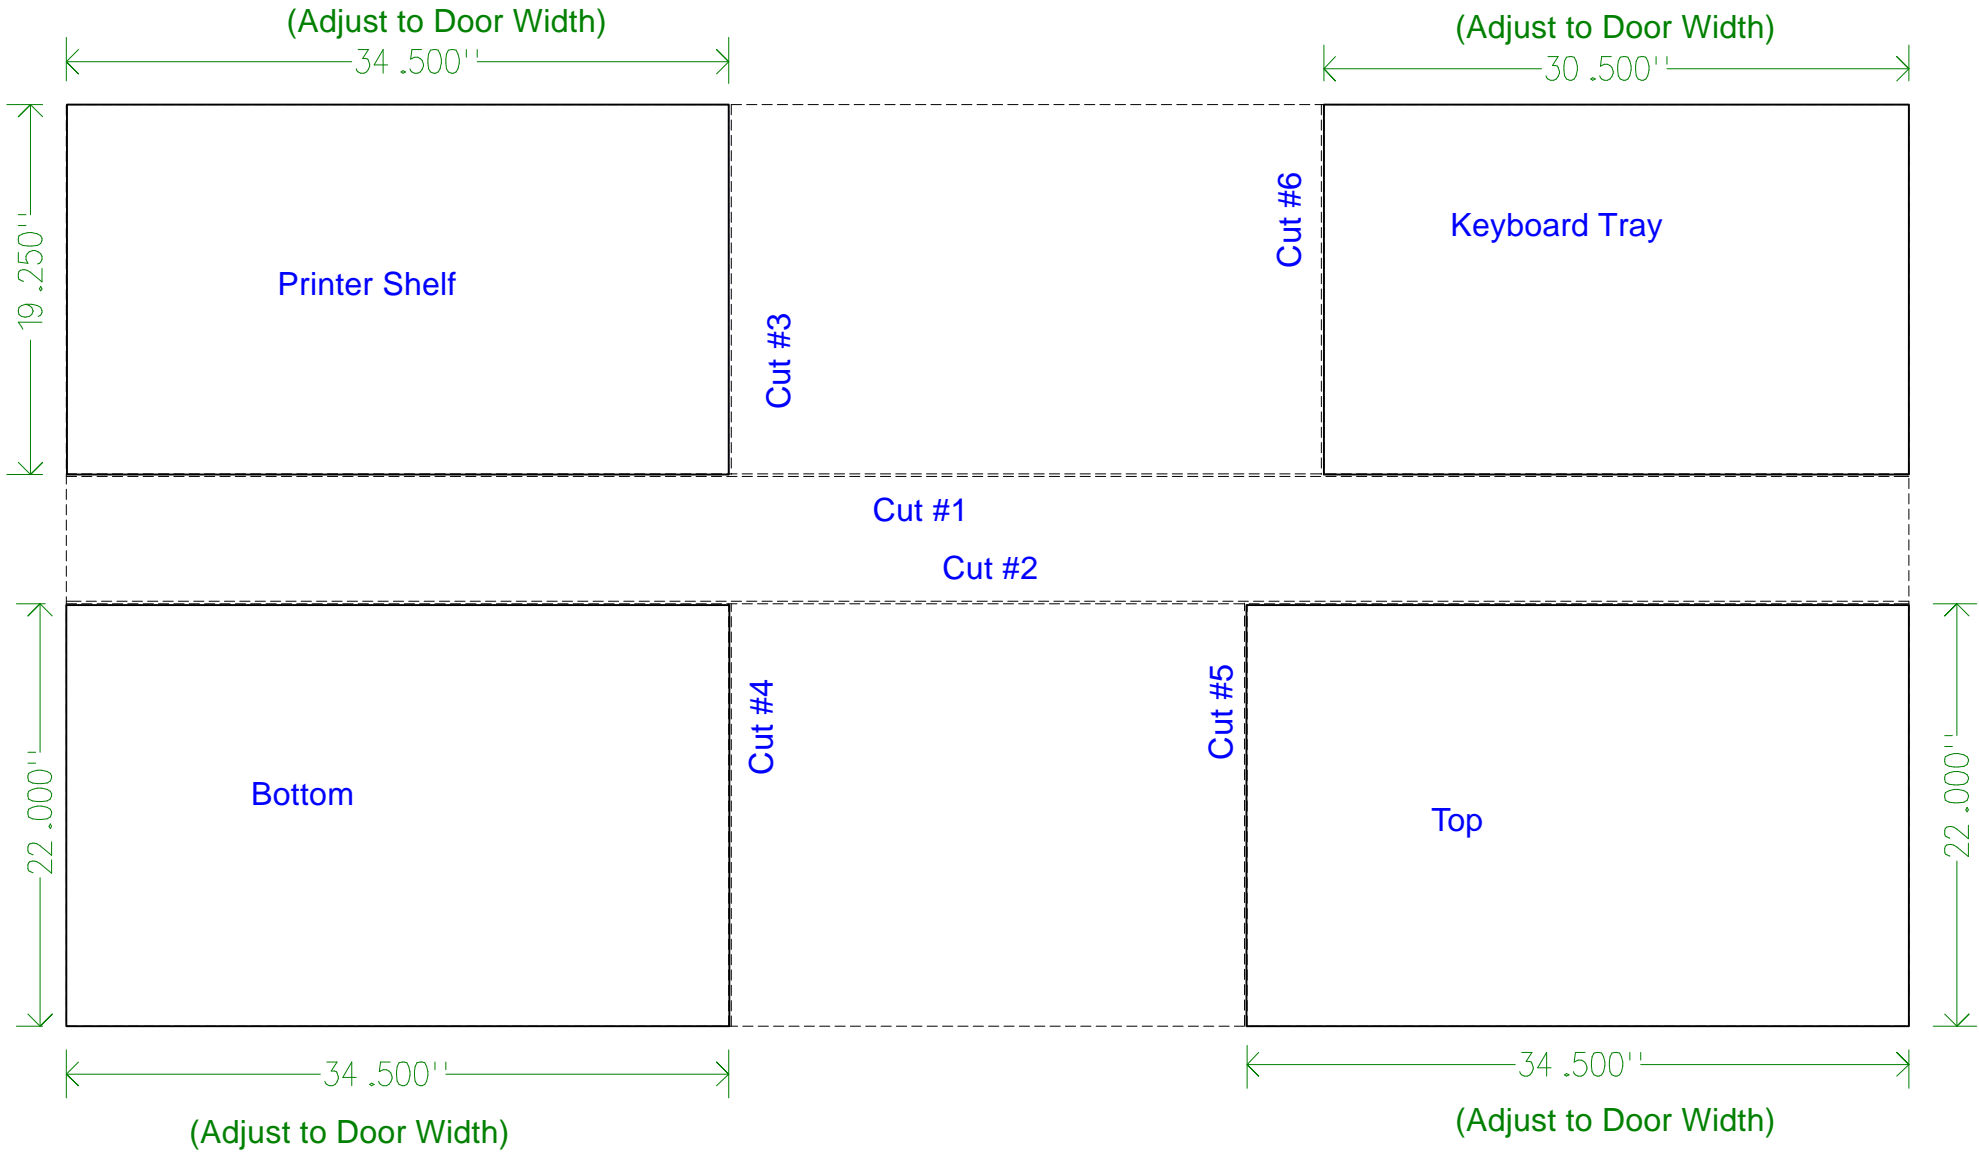 (Adjust to Door Width)
(Adjust to Door Width)
34 .500''
30 .500''
19 .250''
Cut #6
Keyboard Tray
Printer Shelf
Cut #3
Cut #1
Cut #2
Cut #4
Cut #5
22 .000''
22 .000''
Bottom
Top
34 .500''
34 .500''
(Adjust to Door Width)
(Adjust to Door Width)